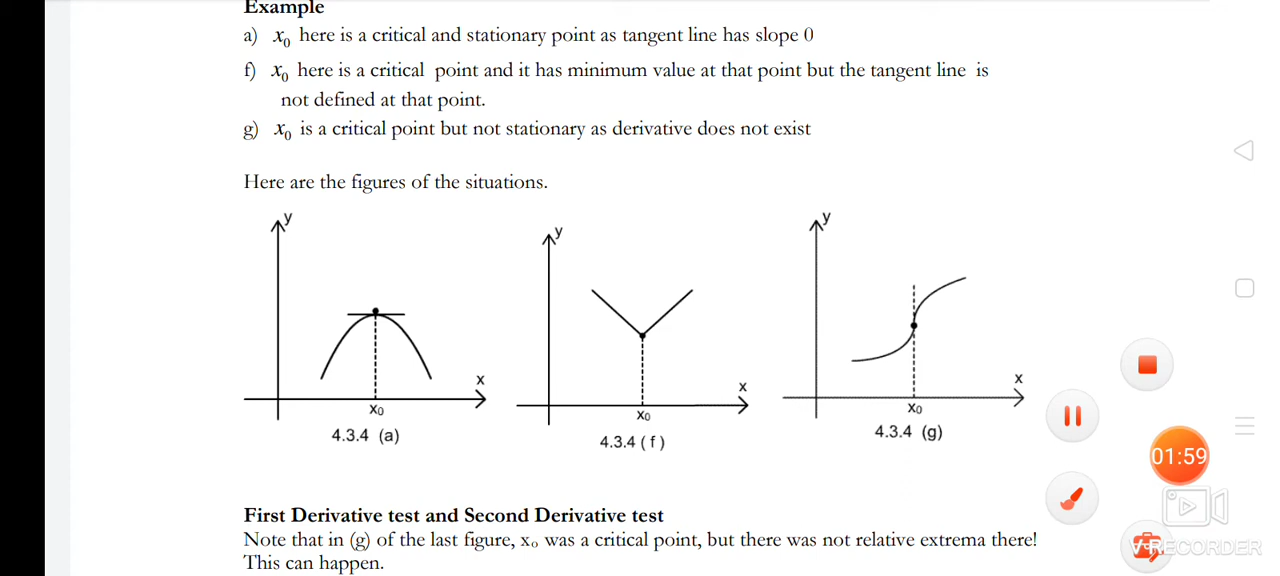 Example
a) x₀ here is a critical and stationary point as tangent line has slope 0
f) x₀ here is a critical point and it has minimum value at that point but the tangent line is
not defined at that point.
g) x₀ is a critical point but not stationary as derivative does not exist
Here are the figures of the situations.
y
x
x₀
4.3.4 (a)
y
x
x₀
4.3.4 ( f )
y
x
x₀
4.3.4 (g)
01:59
V RECORDER
First Derivative test and Second Derivative test
Note that in (g) of the last figure, xₒ was a critical point, but there was not relative extrema there!
This can happen.